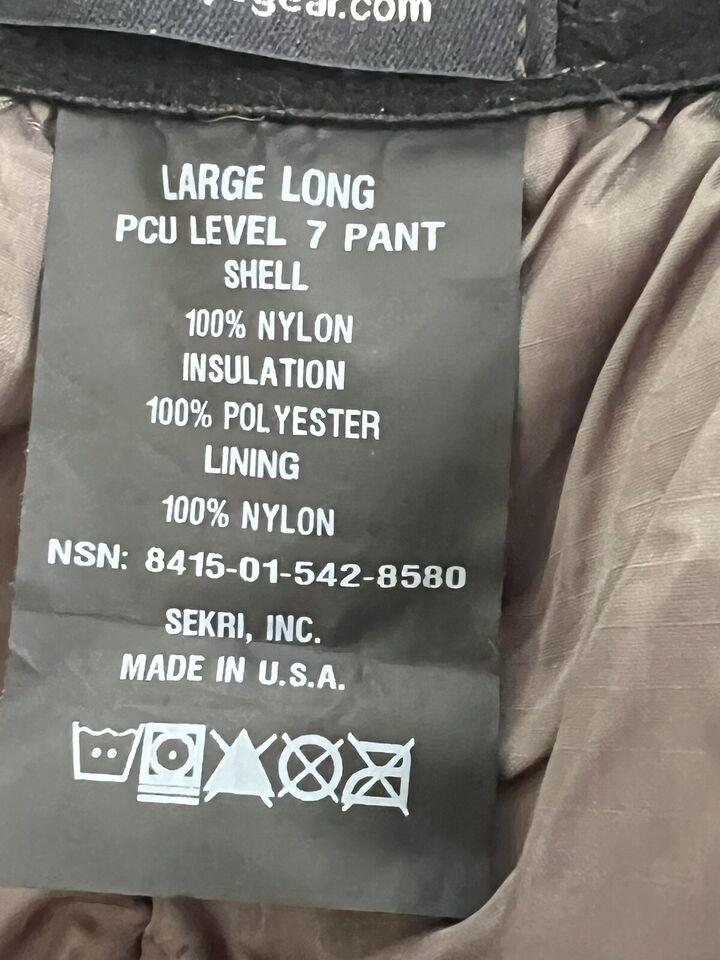 gear.com
LARGE LONG
PCU LEVEL 7 PANT
SHELL
100% NYLON
INSULATION
100% POLYESTER
LINING
100% NYLON
NSN: 8415-01-542-8580
SEKRI, INC.
MADE IN U.S.A.